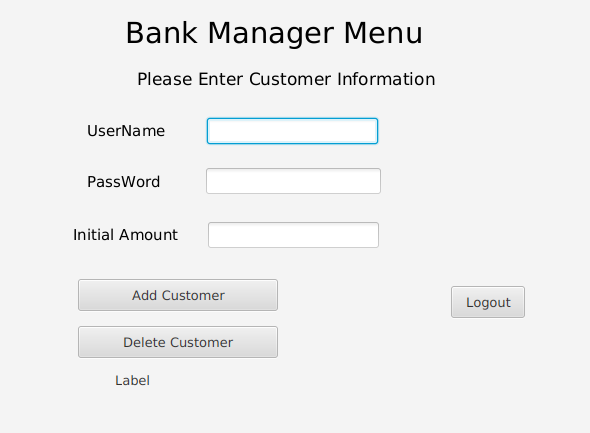 Bank Manager Menu
Please Enter Customer Information
UserName
PassWord
Initial Amount
Add Customer
Logout
Delete Customer
Label